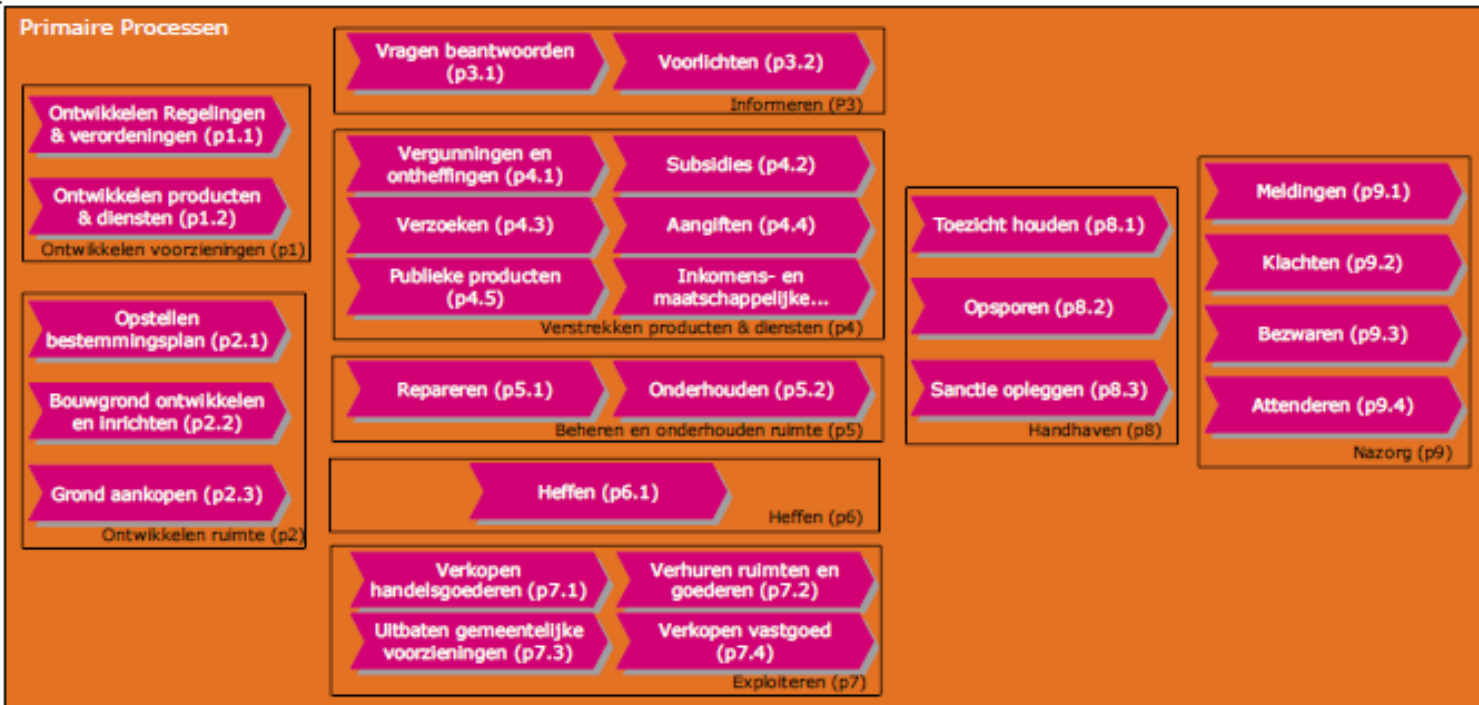 Primaire Processen
Ontwikkelen Regelingen
& verordeningen (p1.1)
Ontwikkelen producten
& diensten (p1.2)
Ontwikkelen voorzieningen (p1)
Opstellen
bestemmingsplan (p2.1)
Bouwgrond ontwikkelen
en inrichten (p2.2)
Grond aankopen (p2.3)
Ontwikkelen ruimte (p2)
Vragen beantwoorden
(p3.1)
Voorlichten (p3.2)
Informeren (P3)
Vergunningen en
ontheffingen (p4.1)
Subsidies (p4.2)
Verzoeken (p4.3)
Aangiften (p4.4)
Publieke producten
(p4.5)
Inkomens- en
maatschappelijke...
Verstrekken producten & diensten (p4)
Repareren (p5.1)
Onderhouden (p5.2)
Beheren en onderhouden ruimte (p5)
Heffen (p6.1)
Heffen (p6)
Verkopen
handelsgoederen (p7.1)
Verhuren ruimten en
goederen (p7.2)
Uitbaten gemeentelijke
voorzieningen (p7.3)
Verkopen vastgoed
(p7.4)
Exploiteren (p7)
Toezicht houden (p8.1)
Opsporen (p8.2)
Sanctie opleggen (p8.3)
Handhaven (p8)
Meldingen (p9.1)
Klachten (p9.2)
Bezwaren (p9.3)
Attenderen (p9.4)
Nazorg (p9)